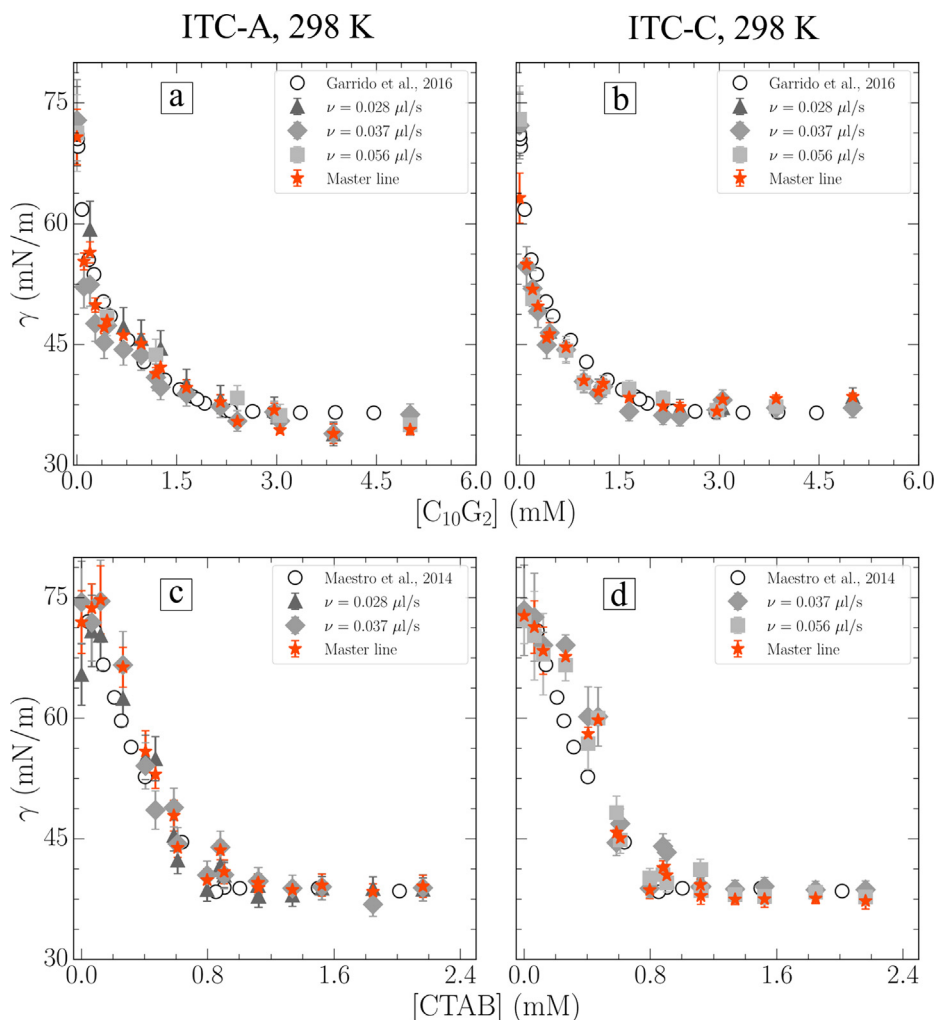 ITC-A, 298 K
ITC-C, 298 K
a
Garrido et al., 2016
ν = 0.028 μl/s
ν = 0.037 μl/s
ν = 0.056 μl/s
Master line
b
Garrido et al., 2016
ν = 0.028 μl/s
ν = 0.037 μl/s
ν = 0.056 μl/s
Master line
75
60
45
30
γ (mN/m)
0.0 1.5 3.0 4.5 6.0
0.0 1.5 3.0 4.5 6.0
[C₁₀G₂] (mM)
c
Maestro et al., 2014
ν = 0.028 μl/s
ν = 0.037 μl/s
Master line
d
Maestro et al., 2014
ν = 0.037 μl/s
ν = 0.056 μl/s
Master line
75
60
45
30
γ (mN/m)
0.0 0.8 1.6 2.4
0.0 0.8 1.6 2.4
[CTAB] (mM)